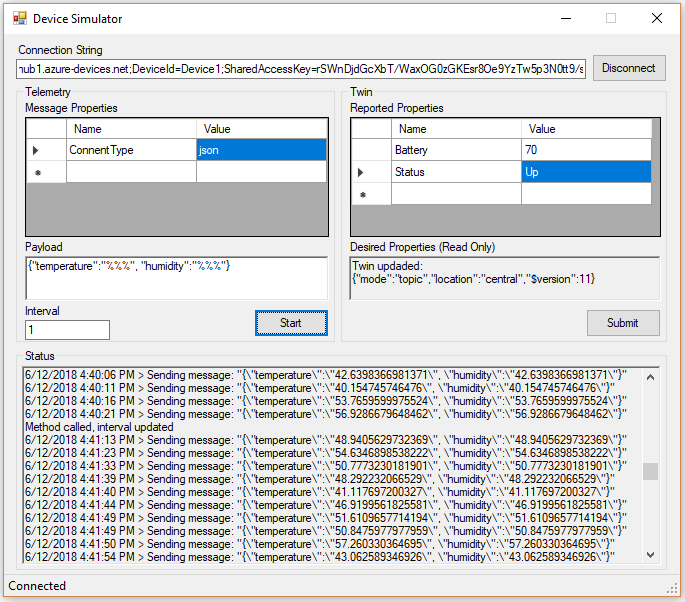 Device Simulator
Connection String
hub1.azure-devices.net;DeviceId=Device1;SharedAccessKey=rSWnDjdGcXbT/WaxOG0zGKEsr8Oe9YzTw5p3N0tt9/s
Disconnect
Telemetry
Message Properties
Name Value
ConnentType json
Payload
{"temperature":"%%%", "humidity":"%%%"}
Interval
1
Start
Twin
Reported Properties
Name Value
Battery 70
Status Up
Desired Properties (Read Only)
Twin updaded:
{"mode":"topic","location":"central","$version":11}
Submit
Status
6/12/2018 4:40:06 PM > Sending message: "{\"temperature\":\"42.6398366981371\", \"humidity\":\"42.6398366981371\"}"
6/12/2018 4:40:11 PM > Sending message: "{\"temperature\":\"40.154745746476\", \"humidity\":\"40.154745746476\"}"
6/12/2018 4:40:16 PM > Sending message: "{\"temperature\":\"53.7659599975524\", \"humidity\":\"53.7659599975524\"}"
6/12/2018 4:40:21 PM > Sending message: "{\"temperature\":\"56.9286679648462\", \"humidity\":\"56.9286679648462\"}"
Method called, interval updated
6/12/2018 4:41:13 PM > Sending message: "{\"temperature\":\"48.9405629732369\", \"humidity\":\"48.9405629732369\"}"
6/12/2018 4:41:23 PM > Sending message: "{\"temperature\":\"54.6346898538222\", \"humidity\":\"54.6346898538222\"}"
6/12/2018 4:41:33 PM > Sending message: "{\"temperature\":\"50.7773230181901\", \"humidity\":\"50.7773230181901\"}"
6/12/2018 4:41:39 PM > Sending message: "{\"temperature\":\"48.292232066529\", \"humidity\":\"48.292232066529\"}"
6/12/2018 4:41:40 PM > Sending message: "{\"temperature\":\"41.117697200327\", \"humidity\":\"41.117697200327\"}"
6/12/2018 4:41:44 PM > Sending message: "{\"temperature\":\"46.9199561825581\", \"humidity\":\"46.9199561825581\"}"
6/12/2018 4:41:49 PM > Sending message: "{\"temperature\":\"51.6109657714194\", \"humidity\":\"51.6109657714194\"}"
6/12/2018 4:41:49 PM > Sending message: "{\"temperature\":\"50.8475977977959\", \"humidity\":\"50.8475977977959\"}"
6/12/2018 4:41:50 PM > Sending message: "{\"temperature\":\"57.260330364695\", \"humidity\":\"57.260330364695\"}"
6/12/2018 4:41:54 PM > Sending message: "{\"temperature\":\"43.062589346926\", \"humidity\":\"43.062589346926\"}"
Connected